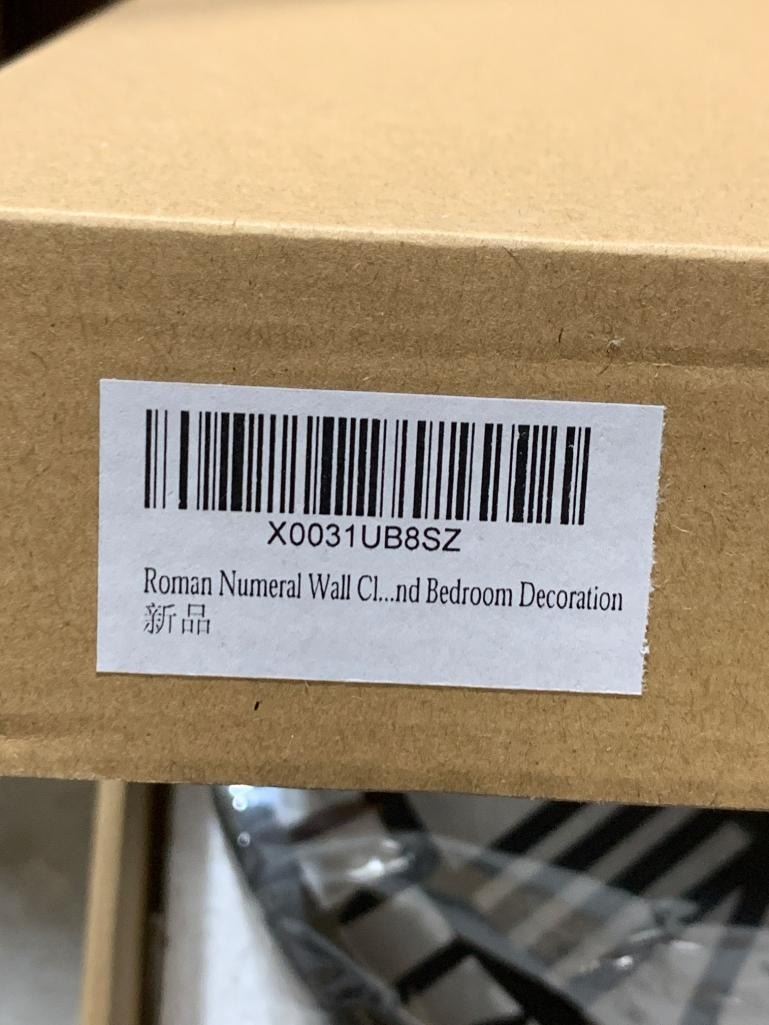 X0031UB8SZ
Roman Numeral Wall Cl...nd Bedroom Decoration
新品